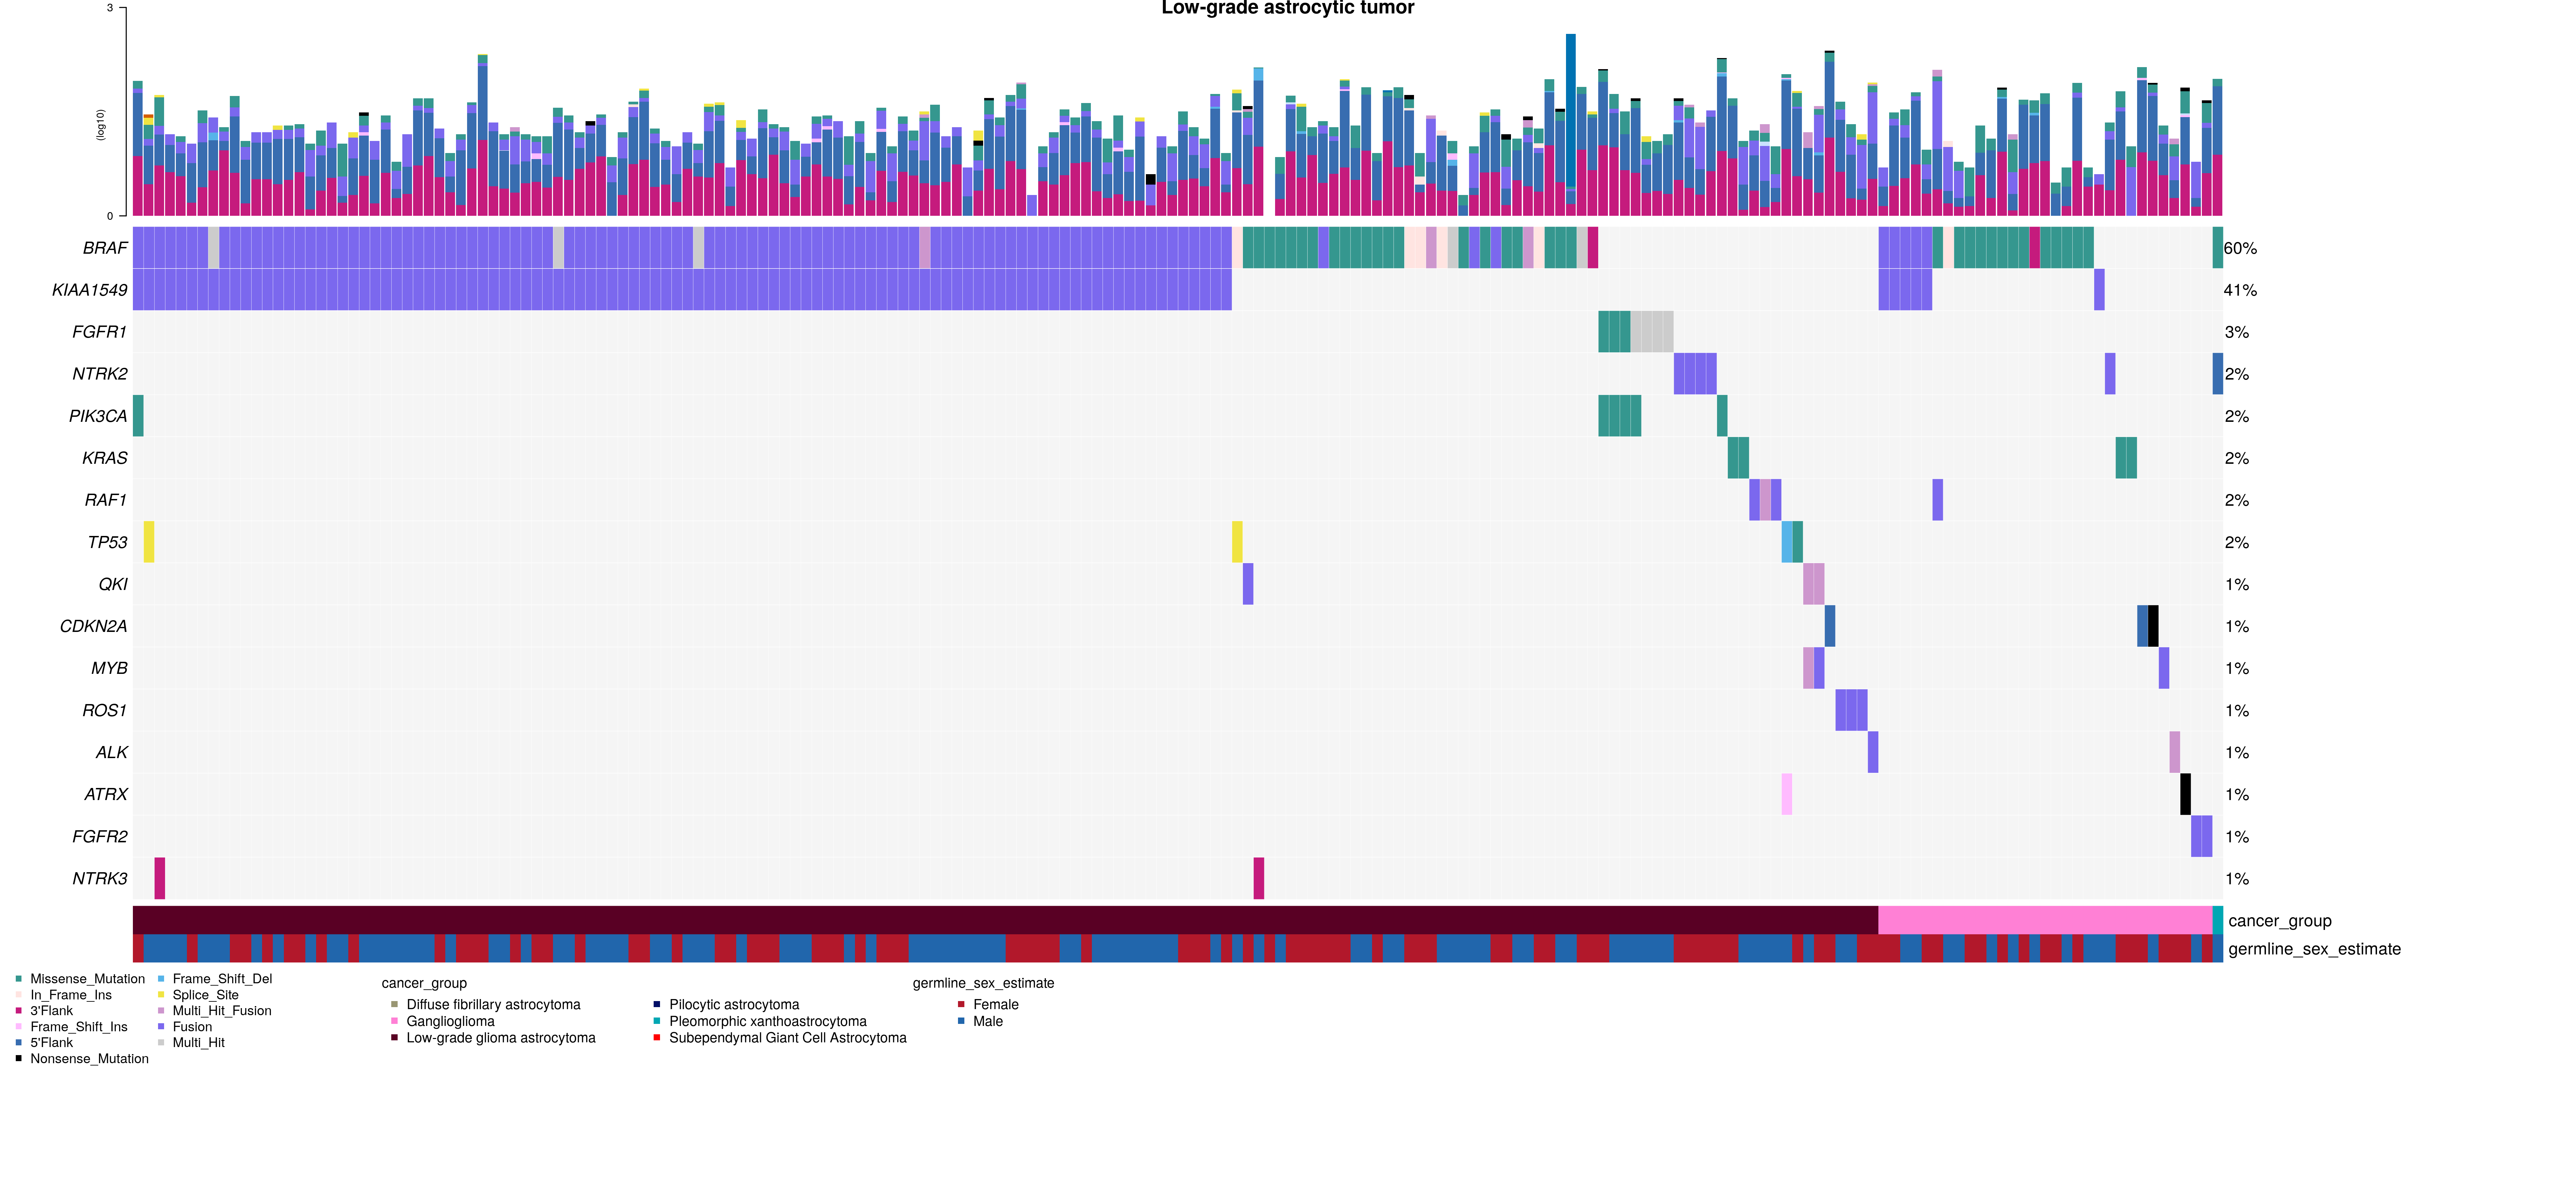 Low-grade astrocytic tumor
3
(log10)
0
BRAF 60%
KIAA1549 41%
FGFR1 3%
NTRK2 2%
PIK3CA 2%
KRAS 2%
RAF1 2%
TP53 2%
QKI 1%
CDKN2A 1%
MYB 1%
ROS1 1%
ALK 1%
ATRX 1%
FGFR2 1%
NTRK3 1%
cancer_group
germline_sex_estimate
Missense_Mutation
In_Frame_Ins
3'Flank
Frame_Shift_Ins
5'Flank
Nonsense_Mutation
Frame_Shift_Del
Splice_Site
Multi_Hit_Fusion
Fusion
Multi_Hit
cancer_group
Diffuse fibrillary astrocytoma
Ganglioglioma
Low-grade glioma astrocytoma
Pilocytic astrocytoma
Pleomorphic xanthoastrocytoma
Subependymal Giant Cell Astrocytoma
germline_sex_estimate
Female
Male